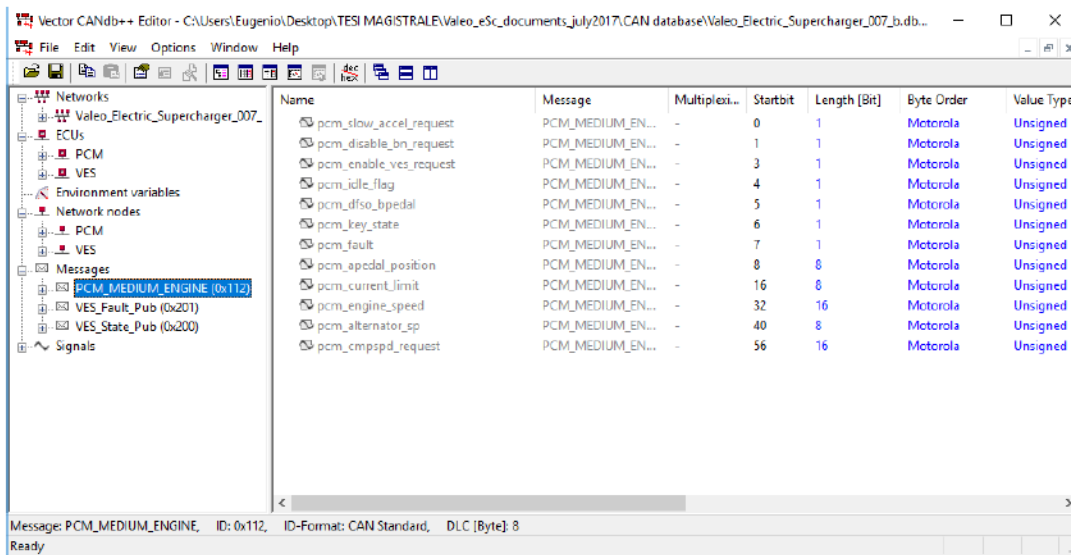 Vector CANdb++ Editor - C:\Users\Eugenio\Desktop\TESI MAGISTRALE\Valeo_eSc_documents_july2017\CAN database\Valeo_Electric_Supercharger_007_b.db...
File Edit View Options Window Help
dec
hex
Networks
Valeo_Electric_Supercharger_007_
ECUs
PCM
VES
Environment variables
Network nodes
PCM
VES
Messages
PCM_MEDIUM_ENGINE (0x112)
VES_Fault_Pub (0x201)
VES_State_Pub (0x200)
Signals
Name Message Multiplexi... Startbit Length [Bit] Byte Order Value Type
pcm_slow_accel_request PCM_MEDIUM_EN... - 0 1 Motorola Unsigned
pcm_disable_bn_request PCM_MEDIUM_EN... - 1 1 Motorola Unsigned
pcm_enable_ves_request PCM_MEDIUM_EN... - 3 1 Motorola Unsigned
pcm_idle_flag PCM_MEDIUM_EN... - 4 1 Motorola Unsigned
pcm_dfso_bpedal PCM_MEDIUM_EN... - 5 1 Motorola Unsigned
pcm_key_state PCM_MEDIUM_EN... - 6 1 Motorola Unsigned
pcm_fault PCM_MEDIUM_EN... - 7 1 Motorola Unsigned
pcm_apedal_position PCM_MEDIUM_EN... - 8 8 Motorola Unsigned
pcm_current_limit PCM_MEDIUM_EN... - 16 8 Motorola Unsigned
pcm_engine_speed PCM_MEDIUM_EN... - 32 16 Motorola Unsigned
pcm_alternator_sp PCM_MEDIUM_EN... - 40 8 Motorola Unsigned
pcm_cmpspd_request PCM_MEDIUM_EN... - 56 16 Motorola Unsigned
Message: PCM_MEDIUM_ENGINE, ID: 0x112, ID-Format: CAN Standard, DLC [Byte]: 8
Ready